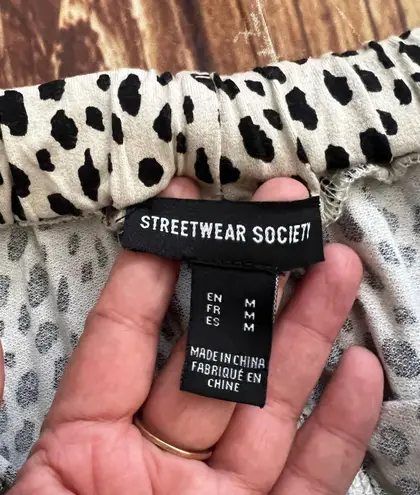 STREETWEAR SOCIETY
EN M
FR M
ES M
MADE IN CHINA
FABRIQUÉ EN
CHINE